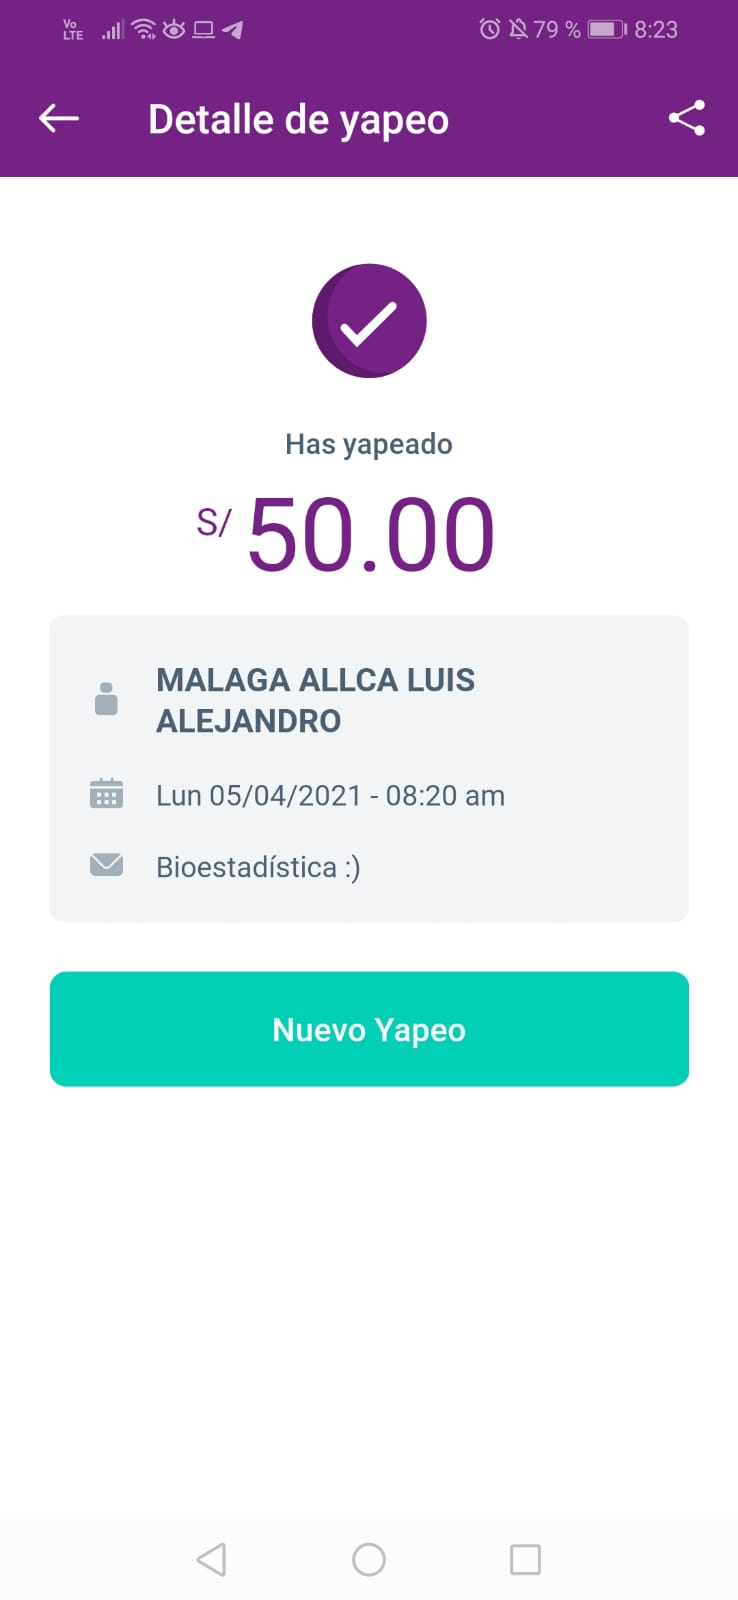 Vo
LTE
79 %
8:23
Detalle de yapeo
Has yapeado
S/ 50.00
MALAGA ALLCA LUIS
ALEJANDRO
Lun 05/04/2021 - 08:20 am
Bioestadística :)
Nuevo Yapeo